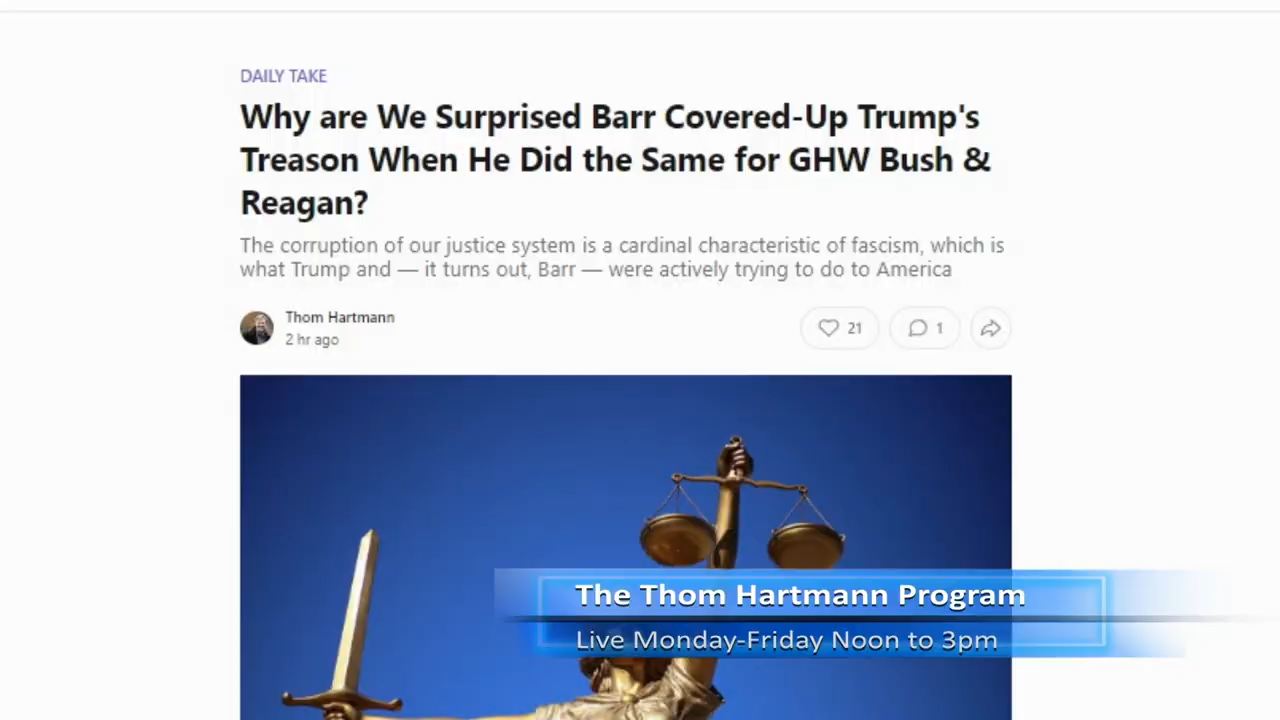 DAILY TAKE
Why are We Surprised Barr Covered-Up Trump's
Treason When He Did the Same for GHW Bush &
Reagan?
The corruption of our justice system is a cardinal characteristic of fascism, which is
what Trump and — it turns out, Barr — were actively trying to do to America
Thom Hartmann
2 hr ago
21
1
The Thom Hartmann Program
Live Monday-Friday Noon to 3pm